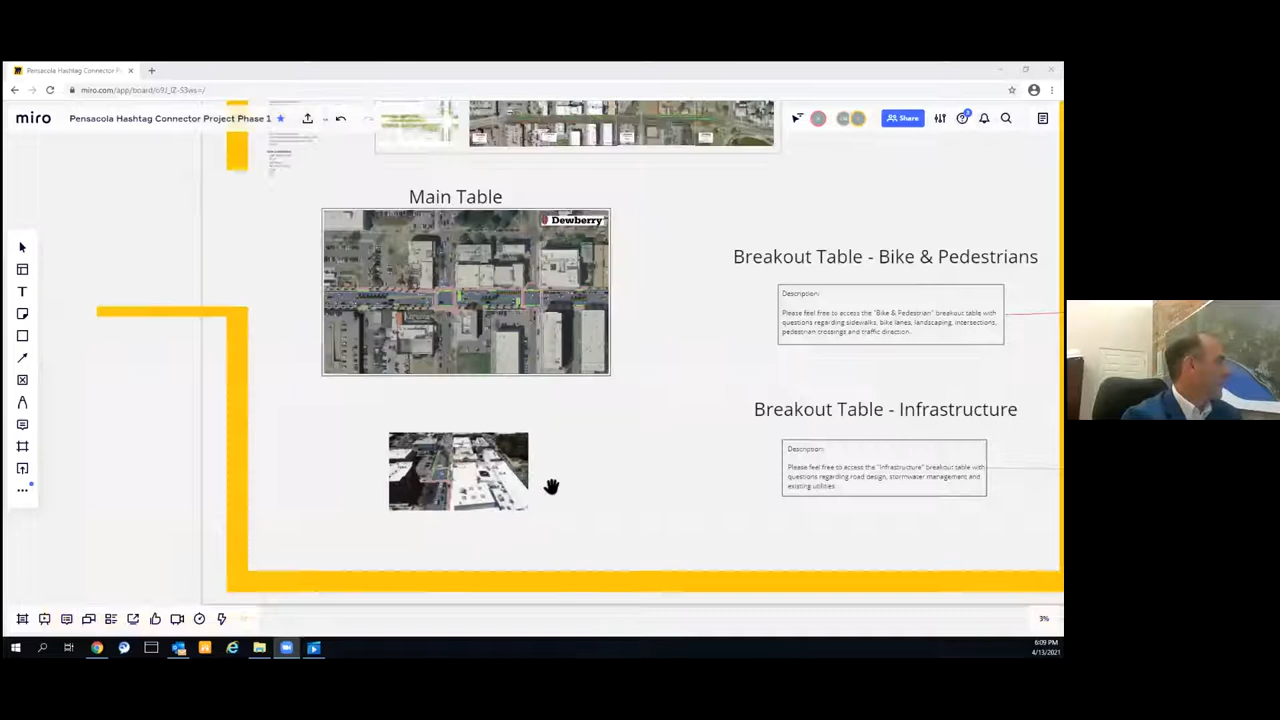 Pensacola Hashtag Connector P
miro.com/app/board/o9J_lZ-S3ws=/
miro
Pensacola Hashtag Connector Project Phase 1
Share
Main Table
Dewberry
Breakout Table - Bike & Pedestrians
Description:
Please feel free to access the "Bike & Pedestrian" breakout table with
questions regarding sidewalks, bike lanes, landscaping, intersections,
pedestrian crossings and traffic direction.
Breakout Table - Infrastructure
Description:
Please feel free to access the "Infrastructure" breakout table with
questions regarding road design, stormwater management and
existing utilities.
3%
6:09 PM
4/13/2021